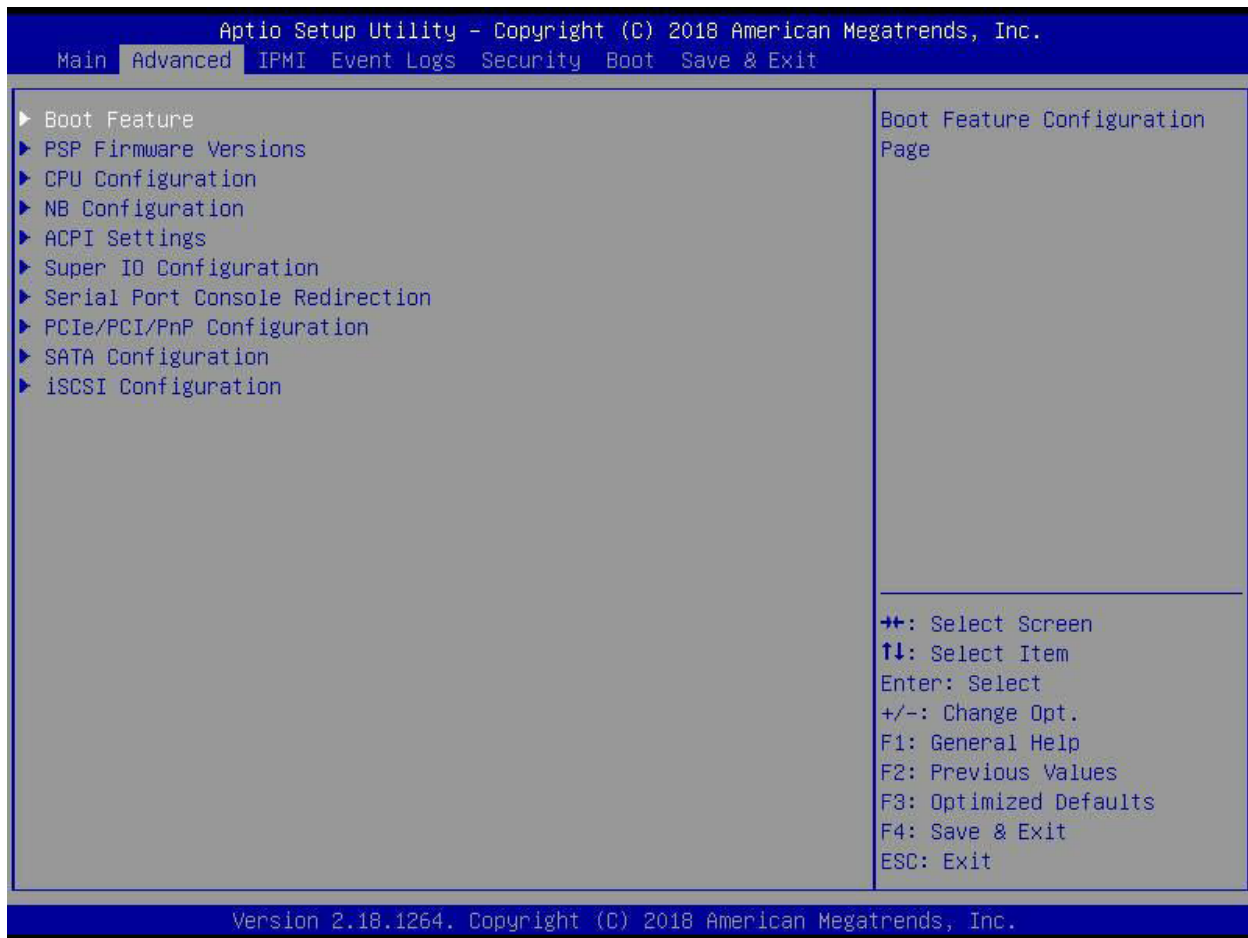 Aptio Setup Utility – Copyright (C) 2018 American Megatrends, Inc.
Main Advanced IPMI Event Logs Security Boot Save & Exit
▶ Boot Feature
▶ PSP Firmware Versions
▶ CPU Configuration
▶ NB Configuration
▶ ACPI Settings
▶ Super IO Configuration
▶ Serial Port Console Redirection
▶ PCIe/PCI/PnP Configuration
▶ SATA Configuration
▶ iSCSI Configuration
Boot Feature Configuration
Page
→←: Select Screen
↑↓: Select Item
Enter: Select
+/-: Change Opt.
F1: General Help
F2: Previous Values
F3: Optimized Defaults
F4: Save & Exit
ESC: Exit
Version 2.18.1264. Copyright (C) 2018 American Megatrends, Inc.